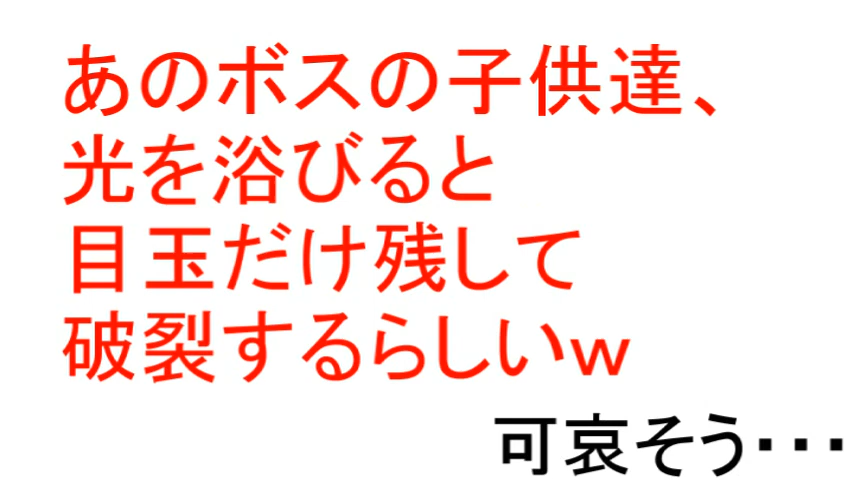 あのボスの子供達、
光を浴びると
目玉だけ残して
破裂するらしいw
可哀そう・・・